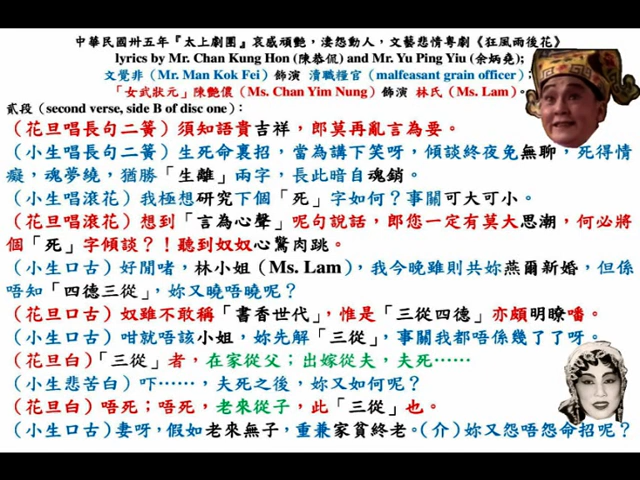 中華民國卅五年『太上劇團』哀感頑艷，淒怨動人，文藝悲情粵劇《狂風雨後花》
lyrics by Mr. Chan Kung Hon (陳恭侃) and Mr. Yu Ping Yiu (余炳堯);
文覺非（Mr. Man Kok Fei）飾演 瀆職糧官（malfeasant grain officer）；
「女武狀元」陳艷儂（Ms. Chan Yim Nung）飾演 林氏（Ms. Lam）。
貳段（second verse, side B of disc one）：
（花旦唱長句二簧）須知語貴吉祥，郎莫再亂言為要。
（小生唱長句二簧）生死命裏招，當為講下笑呀，傾談終夜免無聊，死得情
癡，魂夢繞，猶勝「生離」兩字，長此暗自魂銷。
（小生唱滾花）我極想研究下個「死」字如何？事關可大可小。
（花旦唱滾花）想到「言為心聲」呢句說話，郎您一定有莫大思潮，何必將
個「死」字傾談？！聽到奴奴心驚肉跳。
（小生口古）好閒啫，林小姐（Ms. Lam），我今晚雖則共妳燕爾新婚，但係
唔知「四德三從」，妳又曉唔曉呢？
（花旦口古）奴雖不敢稱「書香世代」，惟是「三從四德」亦頗明瞭噃。
（小生口古）咁就唔該小姐，妳先解「三從」，事關我都唔係幾了了呀。
（花旦白）「三從」者，在家從父；出嫁從夫，夫死⋯⋯
（小生悲苦白）吓⋯⋯，夫死之後，妳又如何呢？
（花旦白）唔死；唔死，老來從子，此「三從」也。
（小生口古）妻呀，假如老來無子，重兼家貧終老。（介）妳又怨唔怨命招呢？